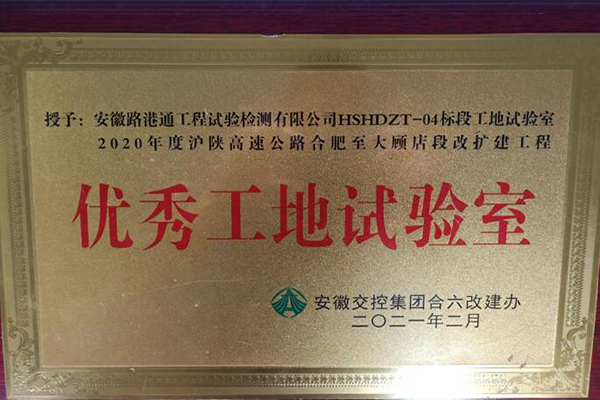 授予：安徽路港通工程试验检测有限公司HSHDZT-04标段工地试验室
2020年度沪陕高速公路合肥至大顾店段改扩建工程
优秀工地试验室
安徽交控集团合六改建办
二〇二一年二月